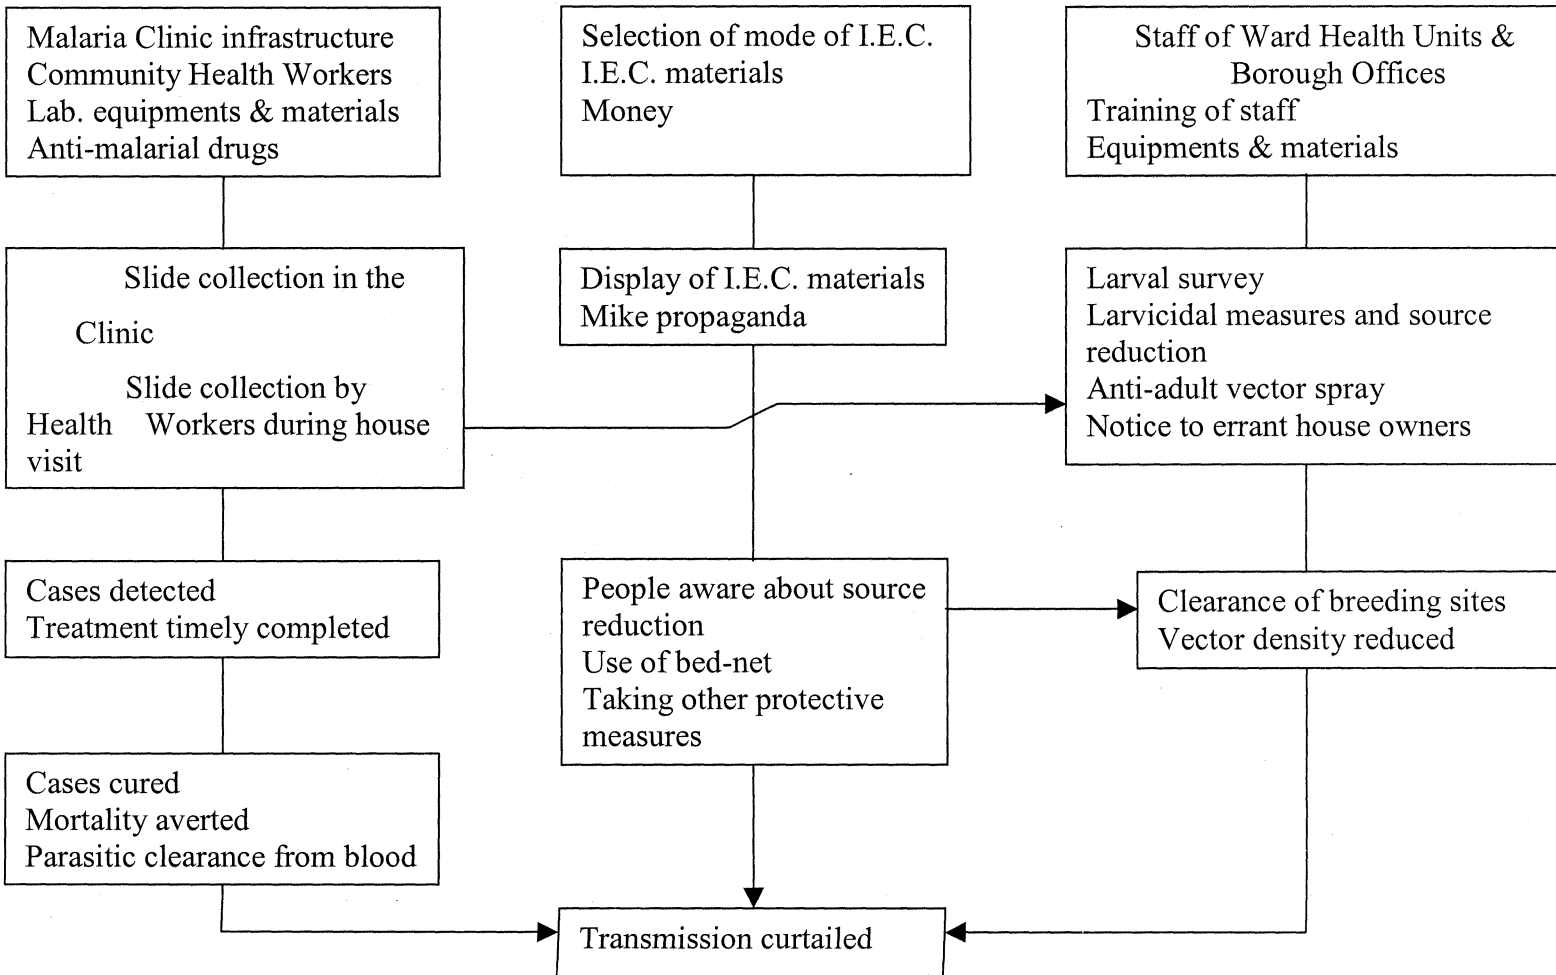 Malaria Clinic infrastructure
Community Health Workers
Lab. equipments & materials
Anti-malarial drugs
Selection of mode of I.E.C.
I.E.C. materials
Money
Staff of Ward Health Units &
Borough Offices
Training of staff
Equipments & materials
Slide collection in the
Clinic
Slide collection by
Health Workers during house
visit
Display of I.E.C. materials
Mike propaganda
Larval survey
Larvicidal measures and source
reduction
Anti-adult vector spray
Notice to errant house owners
Cases detected
Treatment timely completed
People aware about source
reduction
Use of bed-net
Taking other protective
measures
Clearance of breeding sites
Vector density reduced
Cases cured
Mortality averted
Parasitic clearance from blood
Transmission curtailed